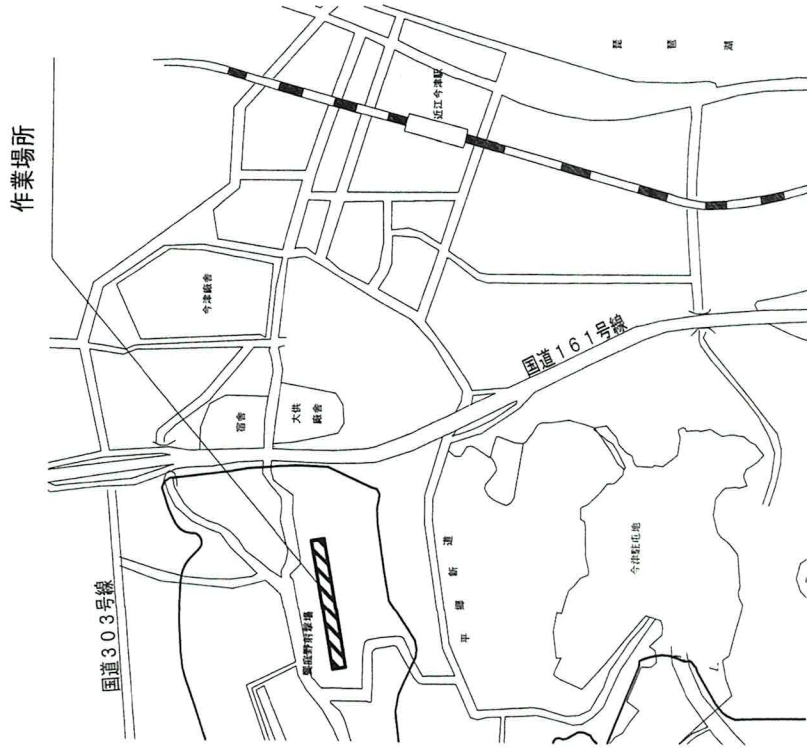 作業場所
国道303号線
今津廠舎
宿舎
大供
廠舎
饗庭野射撃場
近江今津駅
琵琶湖
国道161号線
平郷新道
今津駐屯地